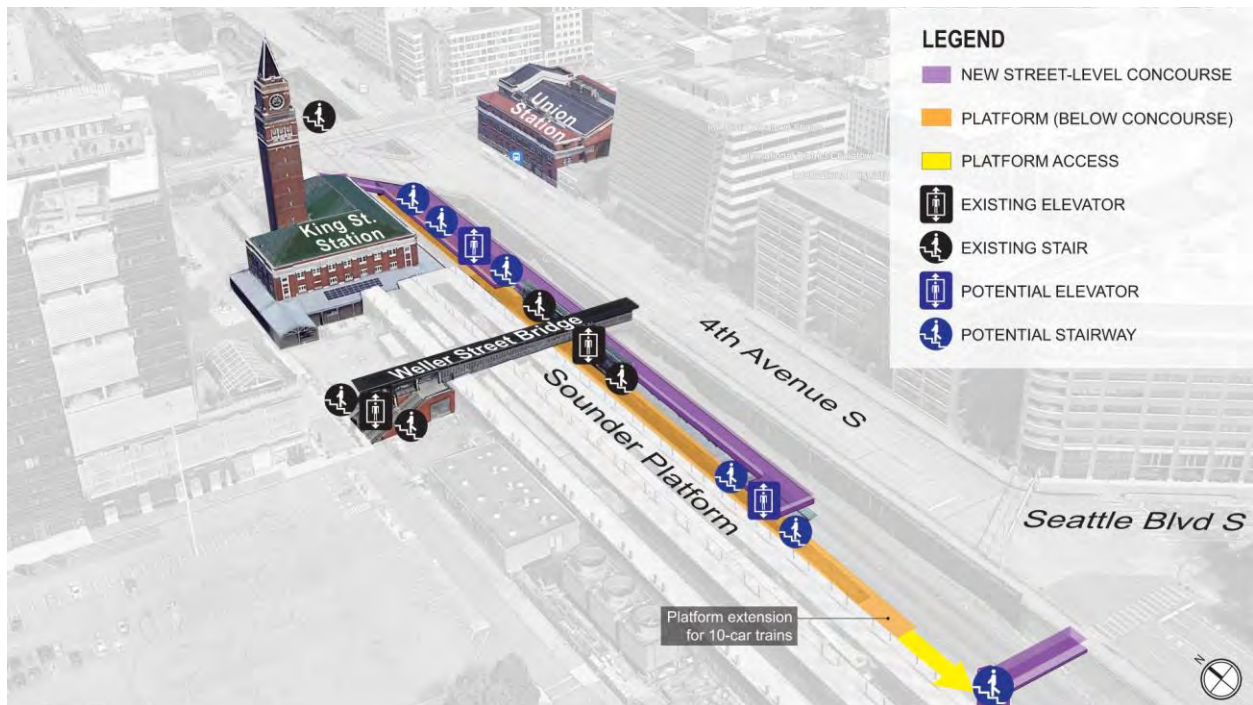 LEGEND
NEW STREET-LEVEL CONCOURSE
PLATFORM (BELOW CONCOURSE)
PLATFORM ACCESS
EXISTING ELEVATOR
EXISTING STAIR
POTENTIAL ELEVATOR
POTENTIAL STAIRWAY
Union
Station
King St.
Station
Weller Street Bridge
4th Avenue S
Sounder Platform
Seattle Blvd S
Platform extension
for 10-car trains
N